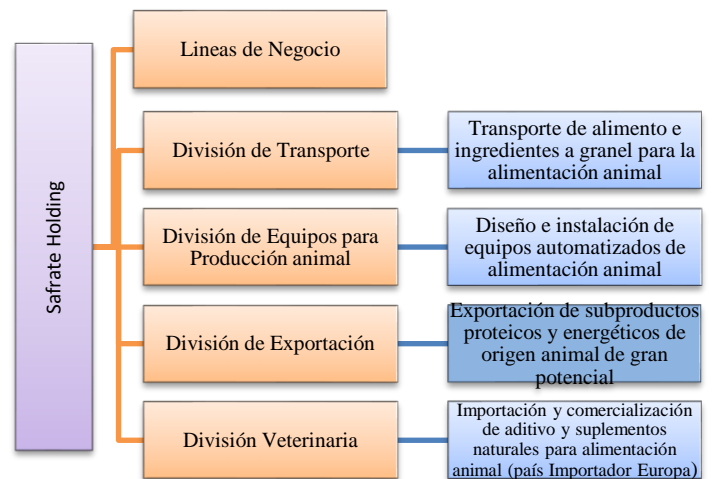 Safrate Holding
Lineas de Negocio
División de Transporte
Transporte de alimento e
ingredientes a granel para la
alimentación animal
División de Equipos para
Producción animal
Diseño e instalación de
equipos automatizados de
alimentación animal
División de Exportación
Exportación de subproductos
proteicos y energéticos de
origen animal de gran
potencial
División Veterinaria
Importación y comercialización
de aditivo y suplementos
naturales para alimentación
animal (país Importador Europa)